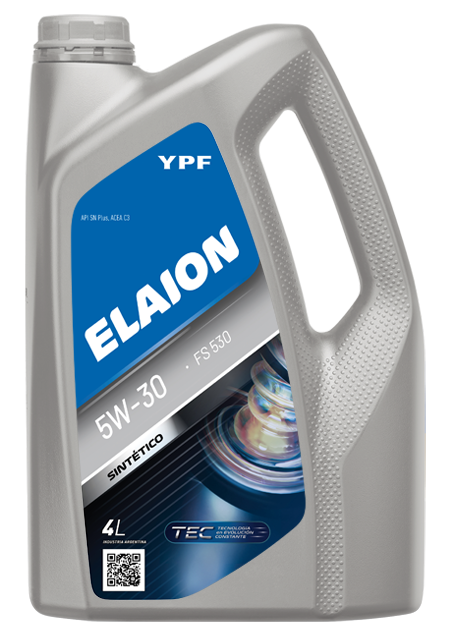 YPF
API SN Plus, ACEA C3
ELAION
5W-30 • FS 530
SINTÉTICO
4L
INDUSTRIA ARGENTINA
TEC TECNOLOGÍA
en EVOLUCIÓN
CONSTANTE